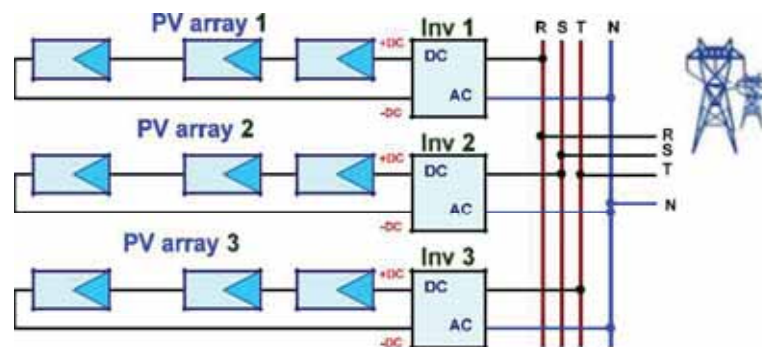 PV array 1
Inv 1
R S T N
+DC
DC
AC
-DC
PV array 2
Inv 2
R
S
T
N
+DC
DC
AC
-DC
PV array 3
Inv 3
+DC
DC
AC
-DC